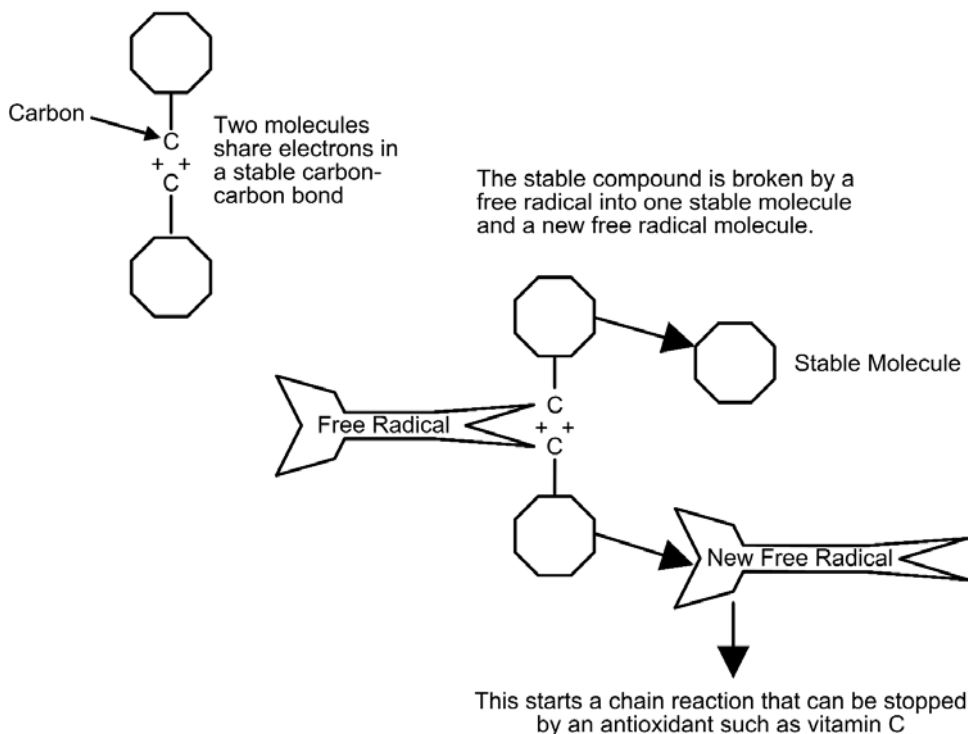 Carbon
C
+ +
C
Two molecules
share electrons in
a stable carbon-
carbon bond
The stable compound is broken by a
free radical into one stable molecule
and a new free radical molecule.
Stable Molecule
C
Free Radical
+ +
C
New Free Radical
This starts a chain reaction that can be stopped
by an antioxidant such as vitamin C